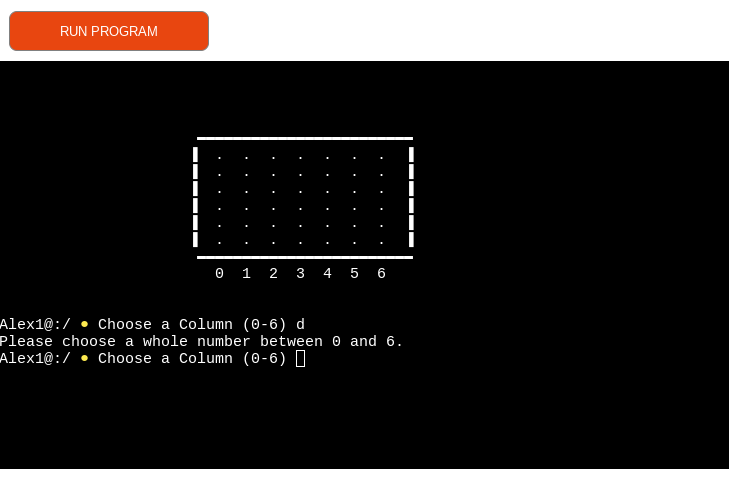 RUN PROGRAM
. . . . . . .
. . . . . . .
. . . . . . .
. . . . . . .
. . . . . . .
. . . . . . .
0 1 2 3 4 5 6
Alex1@:/ ● Choose a Column (0-6) d
Please choose a whole number between 0 and 6.
Alex1@:/ ● Choose a Column (0-6)